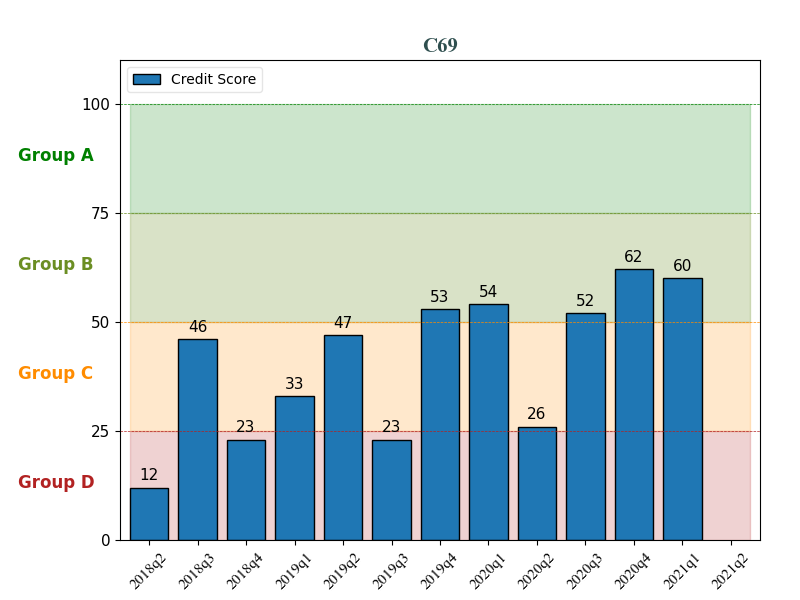 C69
Credit Score
100
75
50
25
0
Group A
Group B
Group C
Group D
12
46
23
33
47
23
53
54
26
52
62
60
2018q2
2018q3
2018q4
2019q1
2019q2
2019q3
2019q4
2020q1
2020q2
2020q3
2020q4
2021q1
2021q2